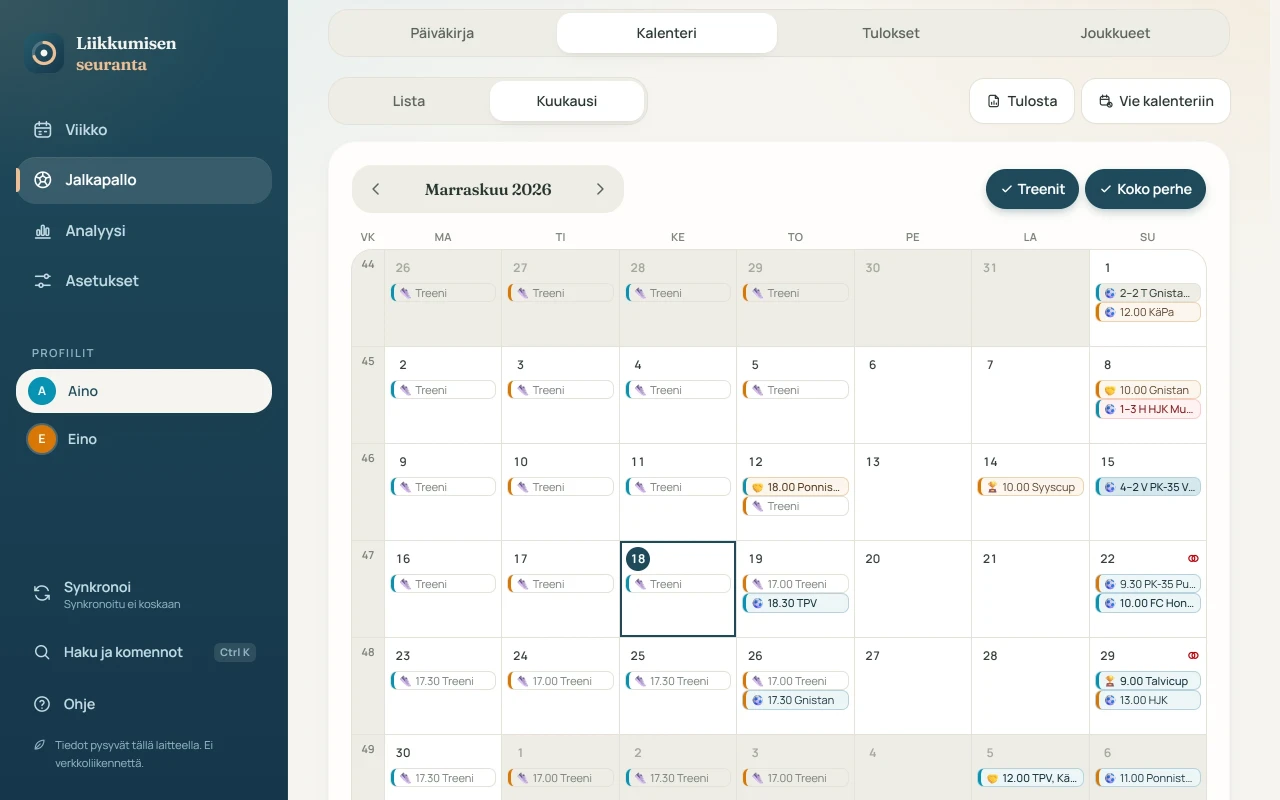 Liikkumisen
seuranta
Viikko
Jalkapallo
Analyysi
Asetukset
PROFIILIT
A Aino
E Eino
Synkronoi
Synkronoitu ei koskaan
Haku ja komennot Ctrl K
Ohje
Tiedot pysyvät tällä laitteella. Ei
verkkoliikennettä.
Päiväkirja Kalenteri Tulokset Joukkueet
Lista Kuukausi Tulosta Vie kalenteriin
Marraskuu 2026 Treenit Koko perhe
VK MA TI KE TO PE LA SU
44 26 27 28 29 30 31 1
Treeni Treeni Treeni Treeni 2–2 T Gnista...
12.00 KäPa
45 2 3 4 5 6 7 8
Treeni Treeni Treeni Treeni 10.00 Gnistan
1–3 H HJK Mu...
46 9 10 11 12 13 14 15
Treeni Treeni Treeni 18.00 Ponnis... 10.00 Syyscup 4–2 V PK-35 V...
Treeni
47 16 17 18 19 20 21 22
Treeni Treeni Treeni 17.00 Treeni 9.30 PK-35 Pu...
18.30 TPV 10.00 FC Hon...
48 23 24 25 26 27 28 29
17.30 Treeni 17.00 Treeni 17.30 Treeni 17.00 Treeni 9.00 Talvicup
17.30 Gnistan 13.00 HJK
49 30 1 2 3 4 5 6
17.30 Treeni 17.00 Treeni 17.30 Treeni 17.00 Treeni 12.00 TPV, Kä... 11.00 Ponnist...